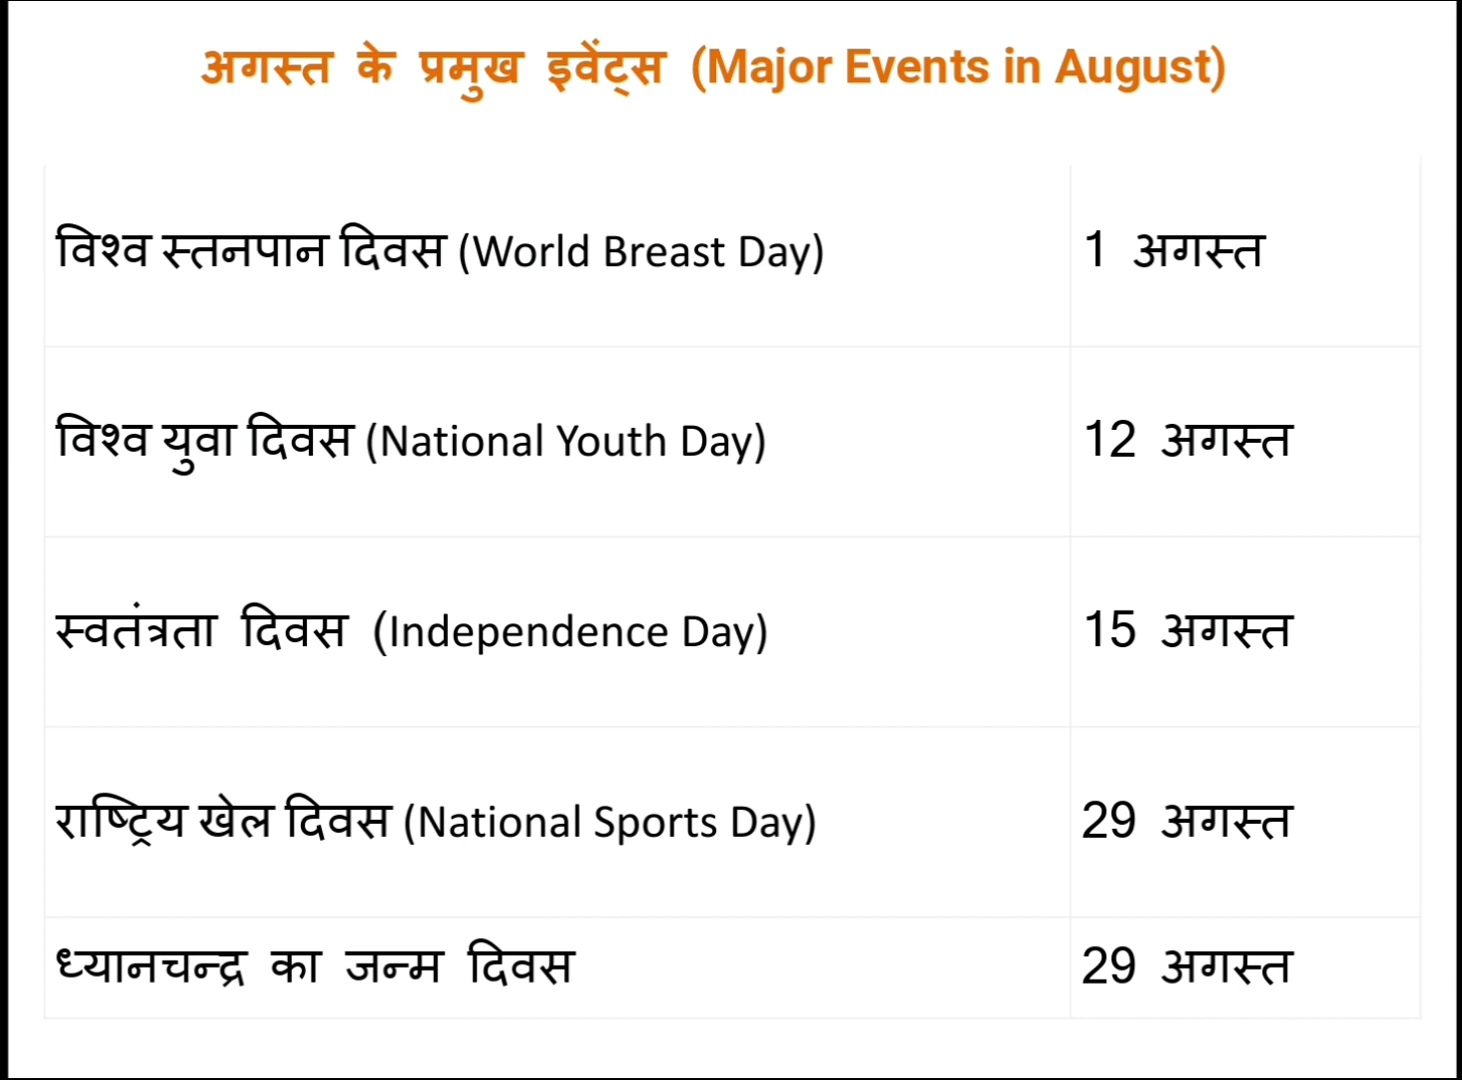 अगस्त के प्रमुख इवेंट्स (Major Events in August)
विश्व स्तनपान दिवस (World Breast Day) 1 अगस्त
विश्व युवा दिवस (National Youth Day) 12 अगस्त
स्वतंत्रता दिवस (Independence Day) 15 अगस्त
राष्ट्रिय खेल दिवस (National Sports Day) 29 अगस्त
ध्यानचन्द्र का जन्म दिवस 29 अगस्त